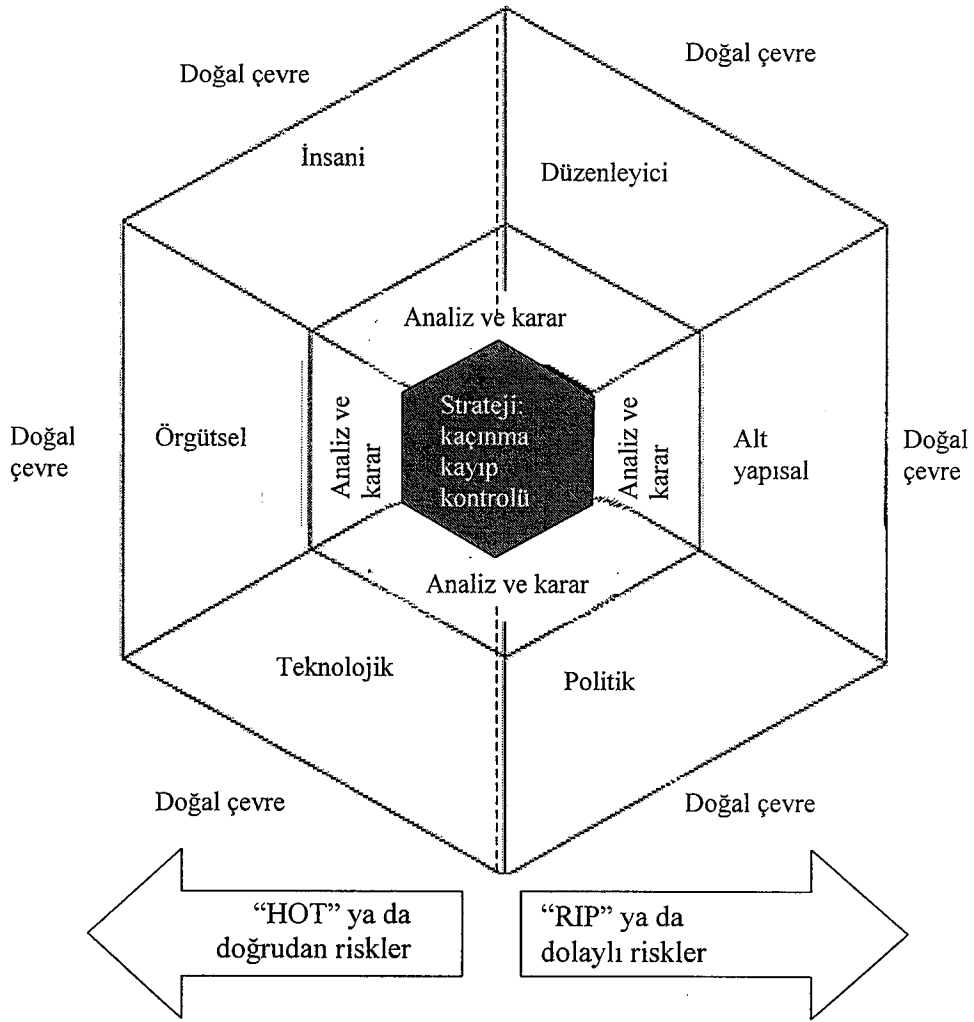 Doğal çevre
Doğal çevre
İnsani
Düzenleyici
Analiz ve karar
Doğal
çevre
Örgütsel
Analiz ve
karar
Strateji:
kaçınma
kayıp
kontrolü
Analiz ve
karar
Alt
yapısal
Doğal
çevre
Analiz ve karar
Teknolojik
Politik
Doğal çevre
Doğal çevre
“HOT” ya da
doğrudan riskler
“RIP” ya da
dolaylı riskler